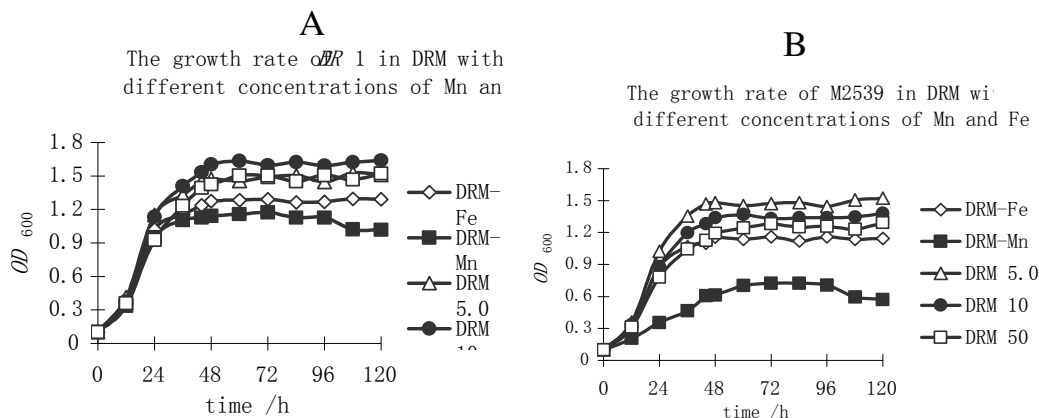 A
The growth rate of DR 1 in DRM with
different concentrations of Mn an
1.8
1.5
1.2
0.9
0.6
0.3
0
OD 600
0 24 48 72 96 120
time /h
DRM-
Fe
DRM-
Mn
DRM
5.0
DRM
B
The growth rate of M2539 in DRM wi
different concentrations of Mn and Fe
1.8
1.5
1.2
0.9
0.6
0.3
0
OD 600
0 24 48 72 96 120
time /h
DRM-Fe
DRM-Mn
DRM 5.0
DRM 10
DRM 50